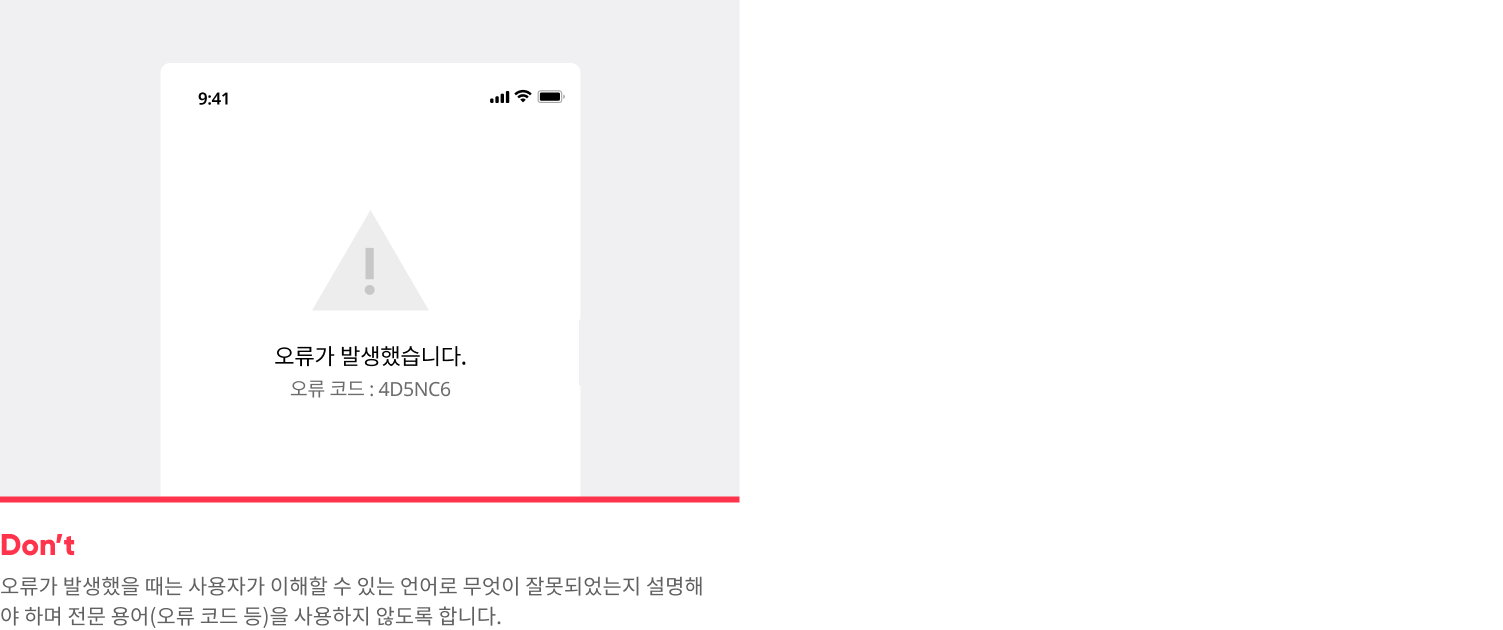 9:41
오류가 발생했습니다.
오류 코드 : 4D5NC6
Don't
오류가 발생했을 때는 사용자가 이해할 수 있는 언어로 무엇이 잘못되었는지 설명해
야 하며 전문 용어(오류 코드 등)을 사용하지 않도록 합니다.